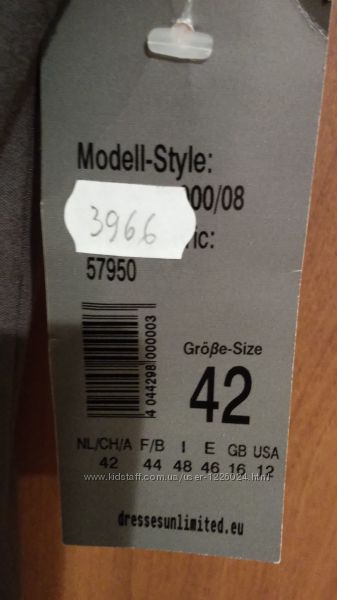 Modell-Style:
000/08
3966
ric:
57950
4 044298 000003
Größe-Size
42
NL/CH/A F/B I E GB USA
42 44 48 46 16 12
www.kidstaff.com.ua/user-1225024.html
dressesunlimited.eu